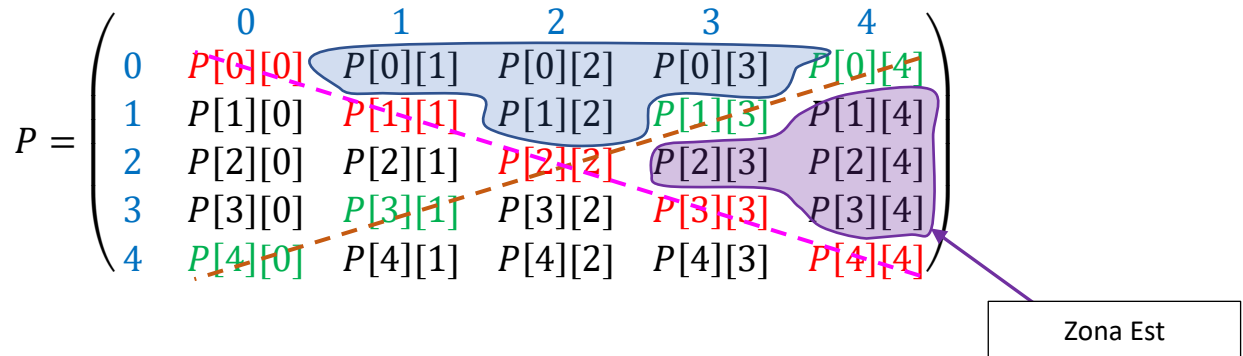 0 1 2 3 4
0 P[0][0] P[0][1] P[0][2] P[0][3] P[0][4]
1 P[1][0] P[1][1] P[1][2] P[1][3] P[1][4]
P = 2 P[2][0] P[2][1] P[2][2] P[2][3] P[2][4]
3 P[3][0] P[3][1] P[3][2] P[3][3] P[3][4]
4 P[4][0] P[4][1] P[4][2] P[4][3] P[4][4]
Zona Est